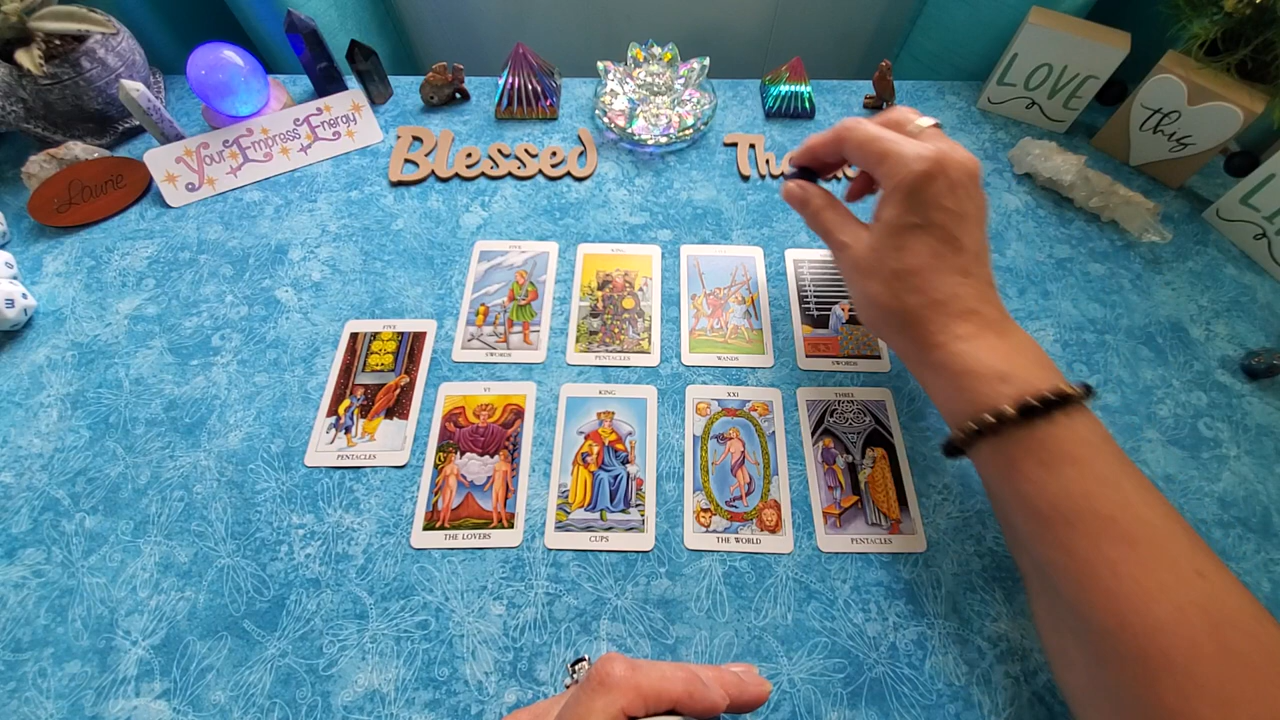 LOVE
this
Your Empress Energy
Blessed
Laurie
FIVE
SWORDS
KING
PENTACLES
WANDS
SWORDS
FIVE
PENTACLES
VI
THE LOVERS
KING
CUPS
XXI
THE WORLD
THREE
PENTACLES